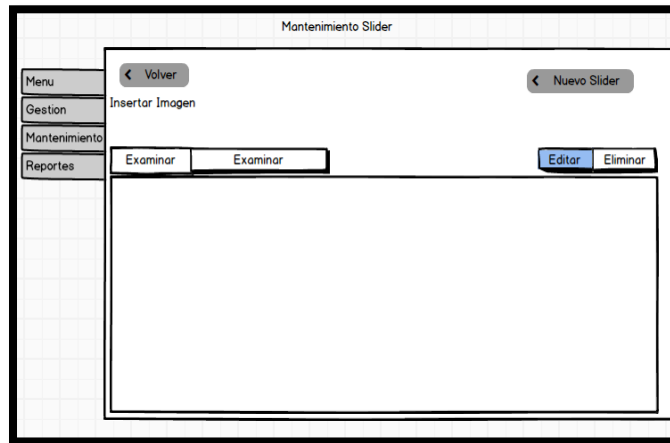 Mantenimiento Slider
Menu
Gestion
Mantenimiento
Reportes
Volver
Nuevo Slider
Insertar Imagen
Examinar Examinar
Editar Eliminar